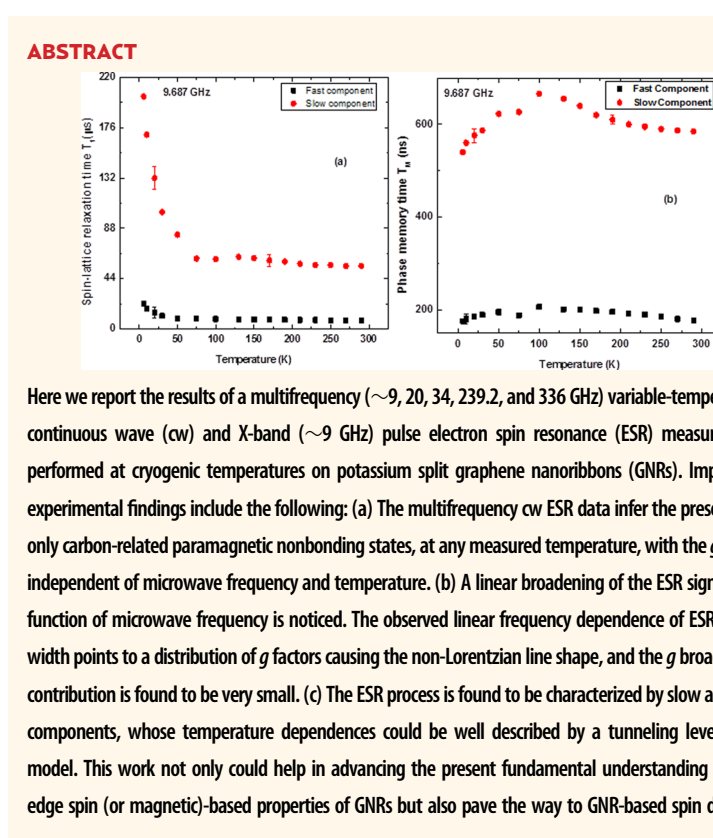 ABSTRACT
220
176
132
88
44
0
Spin-lattice relaxation time T1(μs)
9.687 GHz
Fast component
Slow component
(a)
0 50 100 150 200 250 300
Temperature (K)
600
400
200
Phase memory time TM (ns)
9.687 GHz
Fast Component
Slow Component
(b)
0 50 100 150 200 250 300
Temperature (K)
Here we report the results of a multifrequency (∼9, 20, 34, 239.2, and 336 GHz) variable-tempe
continuous wave (cw) and X-band (∼9 GHz) pulse electron spin resonance (ESR) measur
performed at cryogenic temperatures on potassium split graphene nanoribbons (GNRs). Imp
experimental findings include the following: (a) The multifrequency cw ESR data infer the prese
only carbon-related paramagnetic nonbonding states, at any measured temperature, with the g
independent of microwave frequency and temperature. (b) A linear broadening of the ESR sign
function of microwave frequency is noticed. The observed linear frequency dependence of ESR
width points to a distribution of g factors causing the non-Lorentzian line shape, and the g broa
contribution is found to be very small. (c) The ESR process is found to be characterized by slow a
components, whose temperature dependences could be well described by a tunneling leve
model. This work not only could help in advancing the present fundamental understanding
edge spin (or magnetic)-based properties of GNRs but also pave the way to GNR-based spin d